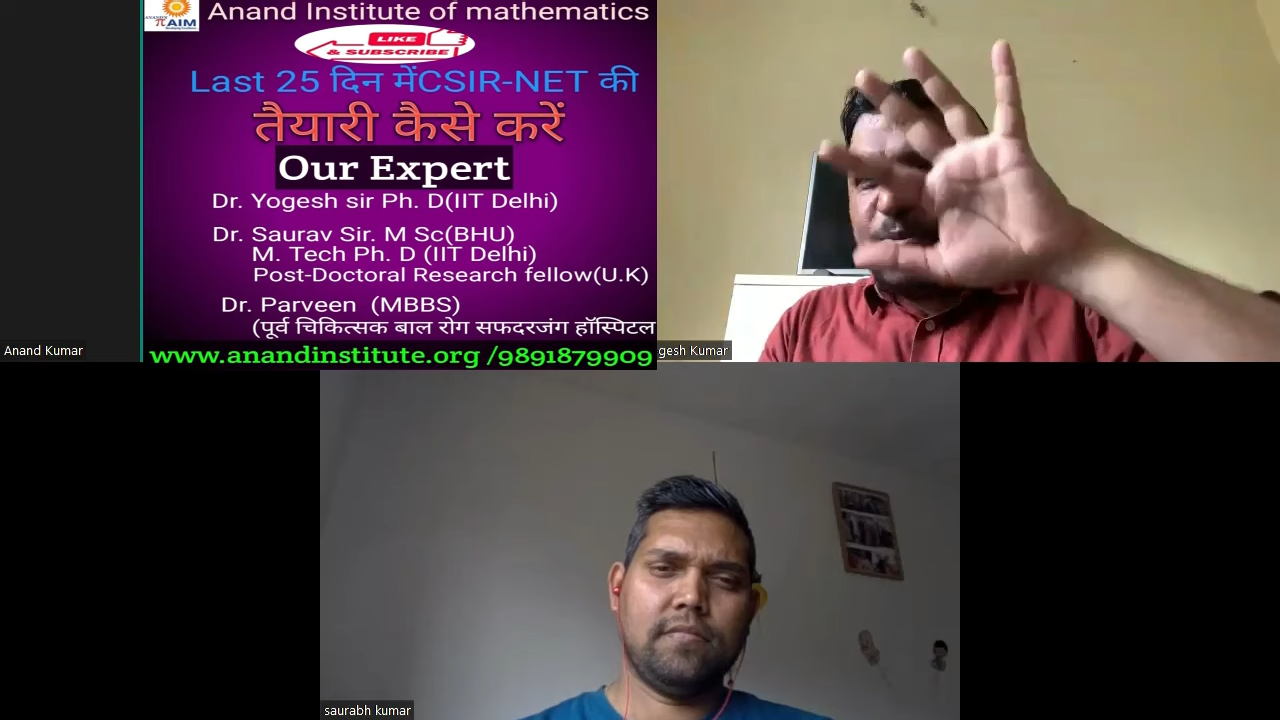 Anand Institute of mathematics
ANAND'S
πAIM
LIKE
& SUBSCRIBE
Last 25 दिन मेंCSIR-NET की
तैयारी कैसे करें
Our Expert
Dr. Yogesh sir Ph. D(IIT Delhi)
Dr. Saurav Sir. M Sc(BHU)
M. Tech Ph. D (IIT Delhi)
Post-Doctoral Research fellow(U.K)
Dr. Parveen (MBBS)
(पूर्व चिकित्सक बाल रोग सफदरजंग हॉस्पिटल
www.anandinstitute.org /9891879909
Anand Kumar
gesh Kumar
saurabh kumar